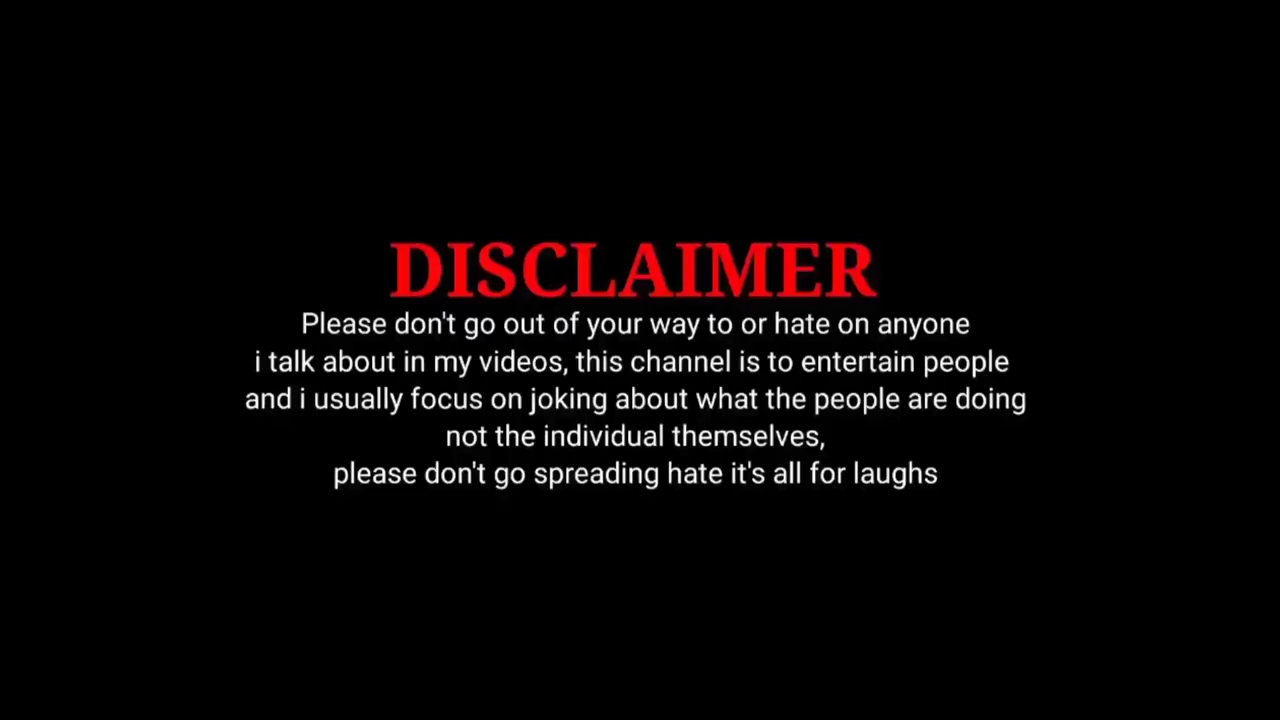 DISCLAIMER
Please don't go out of your way to or hate on anyone
i talk about in my videos, this channel is to entertain people
and i usually focus on joking about what the people are doing
not the individual themselves,
please don't go spreading hate it's all for laughs